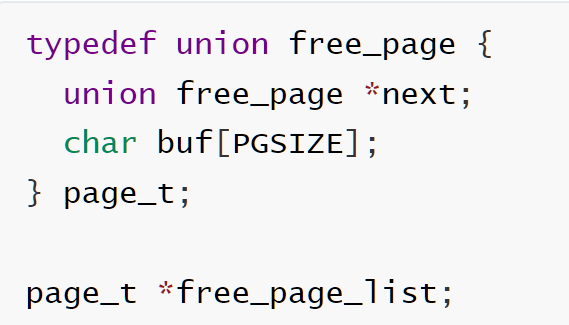 typedef union free_page {
  union free_page *next;
  char buf[PGSIZE];
} page_t;

page_t *free_page_list;